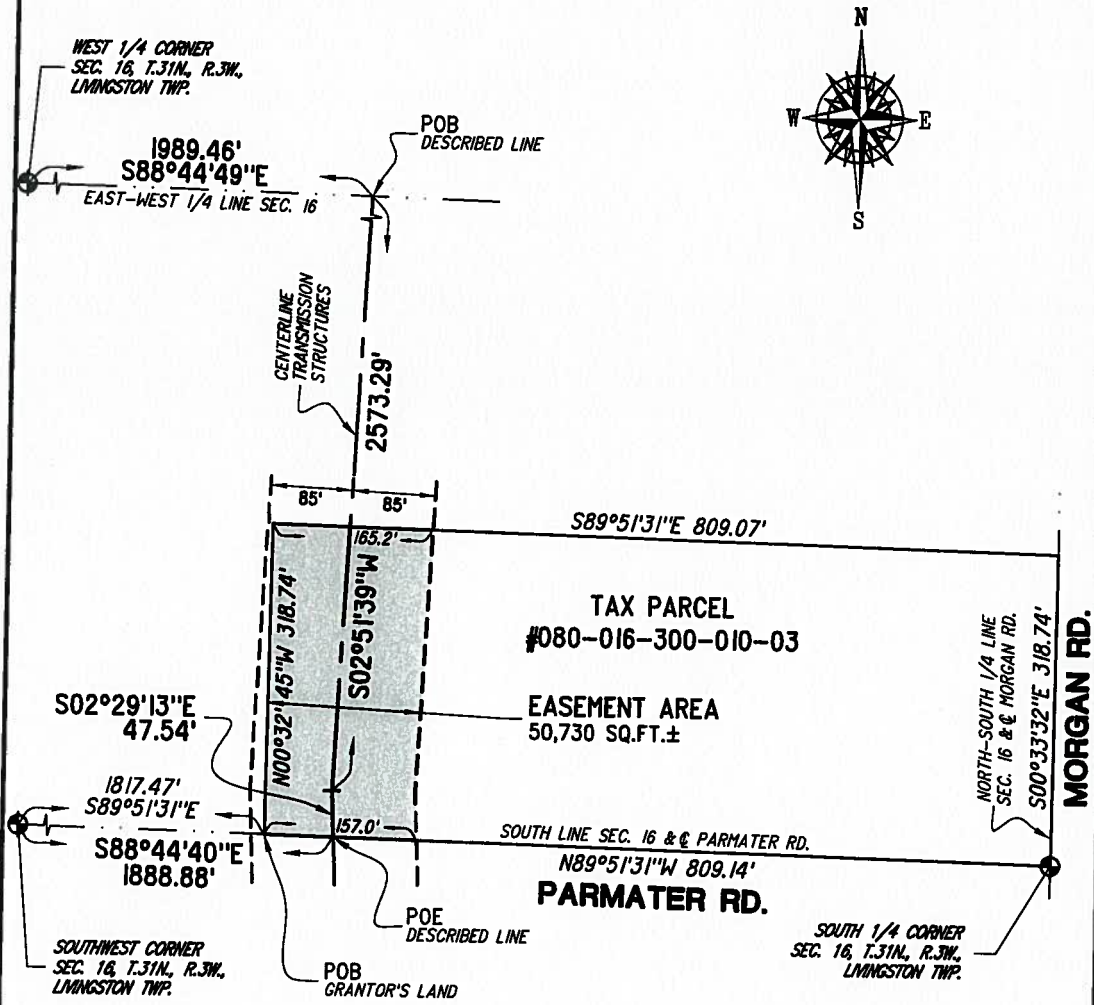 N
W
E
S
WEST 1/4 CORNER
SEC. 16, T.31N., R.3W.,
LIVINGSTON TWP.
POB
DESCRIBED LINE
1989.46'
S88°44'49"E
EAST-WEST 1/4 LINE SEC. 16
CENTERLINE
TRANSMISSION
STRUCTURES
2573.29'
85'
85'
S89°51'31"E 809.07'
165.2'
N00°32'45"W 318.74'
S02°51'39"W
TAX PARCEL
#080-016-300-010-03
EASEMENT AREA
50,730 SQ.FT.±
NORTH-SOUTH 1/4 LINE
SEC. 16 & ℄ MORGAN RD.
S00°33'32"E 318.74'
MORGAN RD.
S02°29'13"E
47.54'
1817.47'
S89°51'31"E
S88°44'40"E
1888.88'
157.0'
SOUTH LINE SEC. 16 & ℄ PARMATER RD.
N89°51'31"W 809.14'
PARMATER RD.
POE
DESCRIBED LINE
SOUTHWEST CORNER
SEC. 16, T.31N., R.3W.,
LIVINGSTON TWP.
POB
GRANTOR'S LAND
SOUTH 1/4 CORNER
SEC. 16, T.31N., R.3W.,
LIVINGSTON TWP.